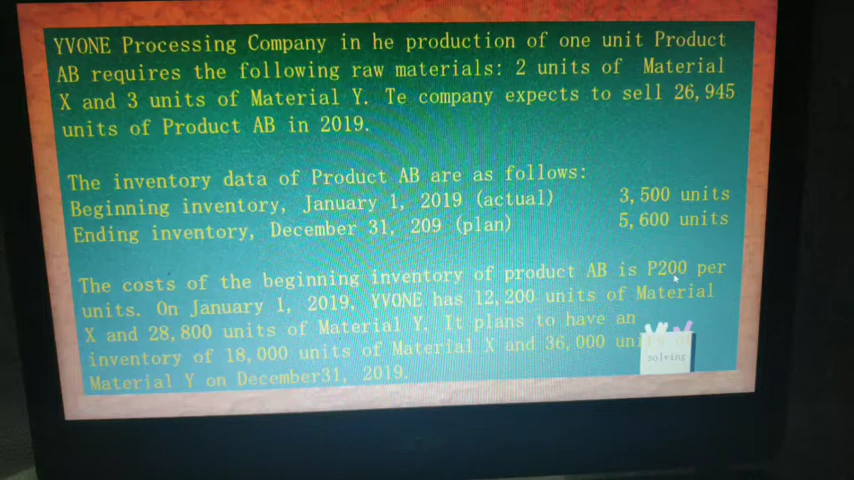 YVONE Processing Company in he production of one unit Product
AB requires the following raw materials: 2 units of Material
X and 3 units of Material Y. Te company expects to sell 26,945
units of Product AB in 2019.
The inventory data of Product AB are as follows:
Beginning inventory, January 1, 2019 (actual) 3,500 units
Ending inventory, December 31, 209 (plan) 5,600 units
The costs of the beginning inventory of product AB is P200 per
units. On January 1, 2019. YVONE has 12,200 units of Material
X and 28,800 units of Material Y. It plans to have an
inventory of 18,000 units of Material X and 36,000 units of
Material Y on December31, 2019.
solving